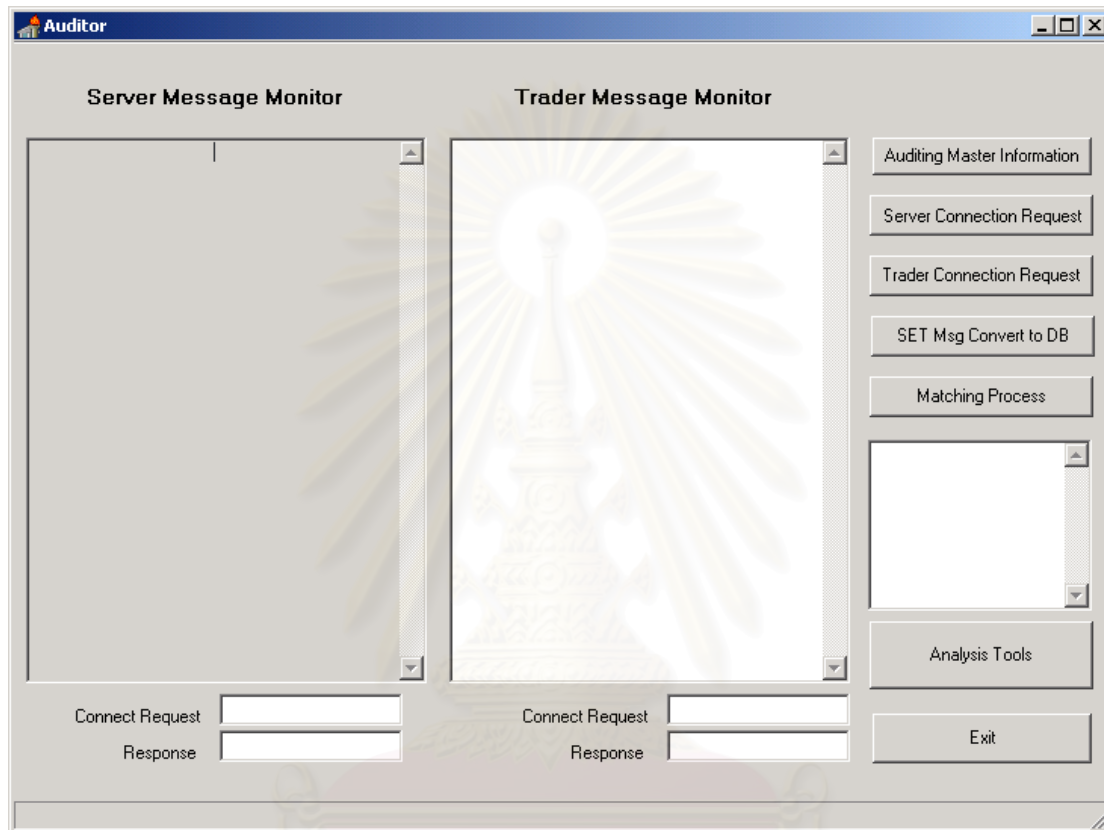 Auditor
Server Message Monitor
Trader Message Monitor
Auditing Master Information
Server Connection Request
Trader Connection Request
SET Msg Convert to DB
Matching Process
Analysis Tools
Connect Request
Response
Connect Request
Response
Exit